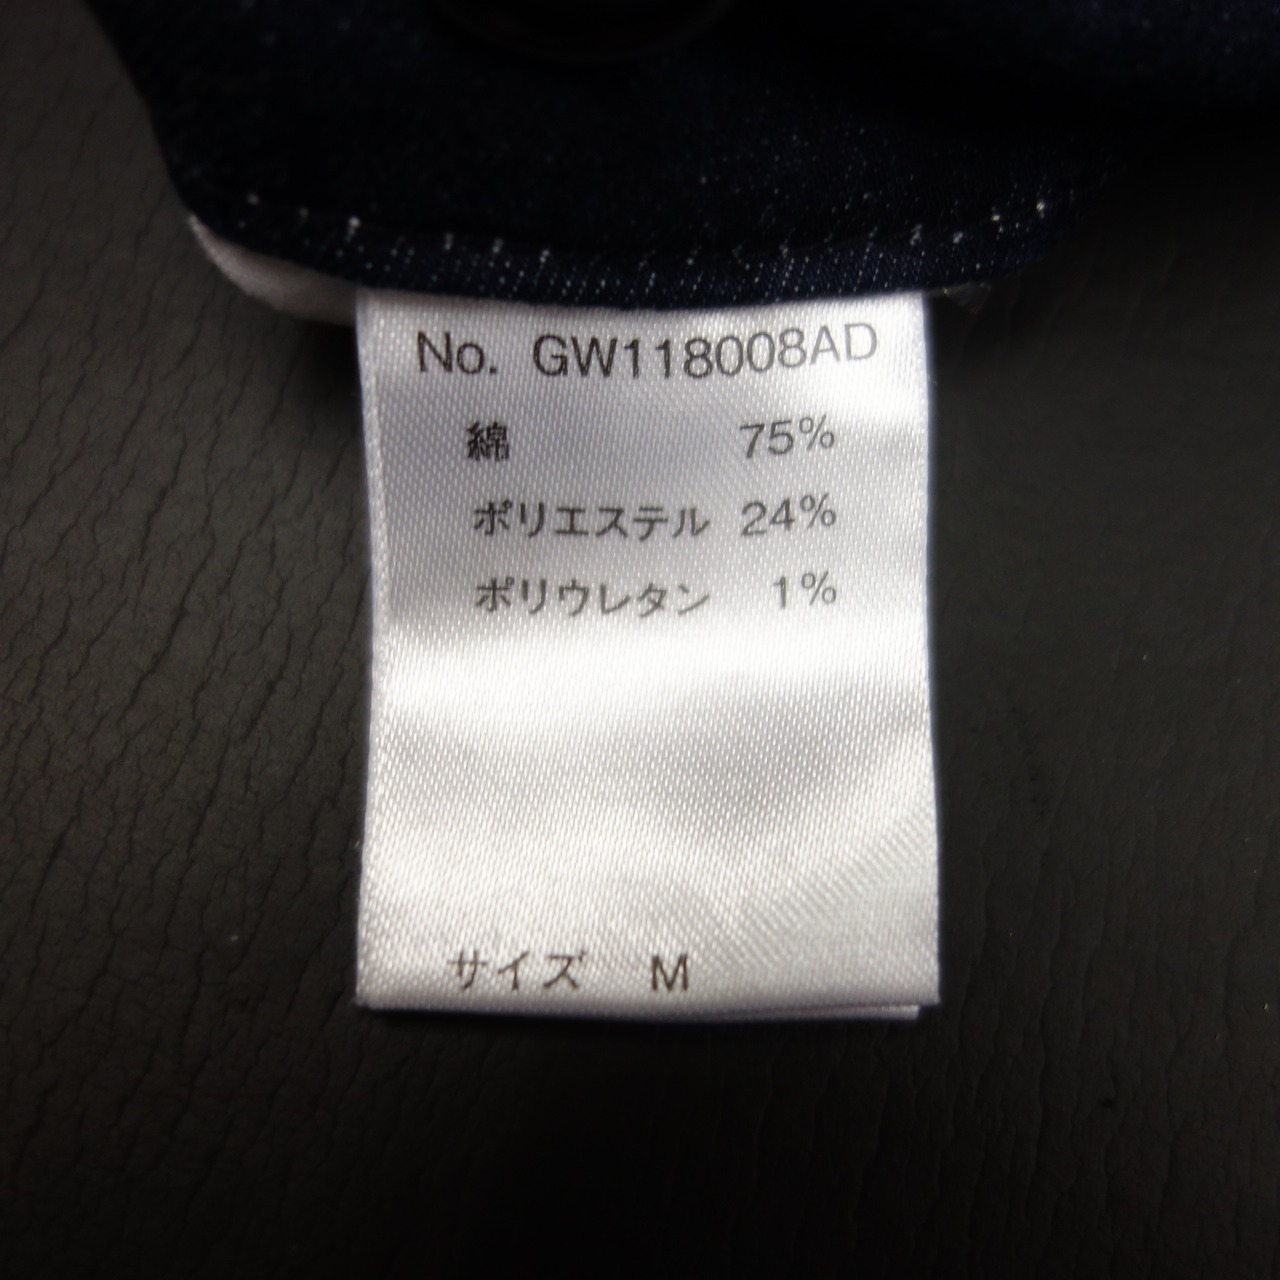 No. GW118008AD
綿 75%
ポリエステル 24%
ポリウレタン 1%
サイズ M